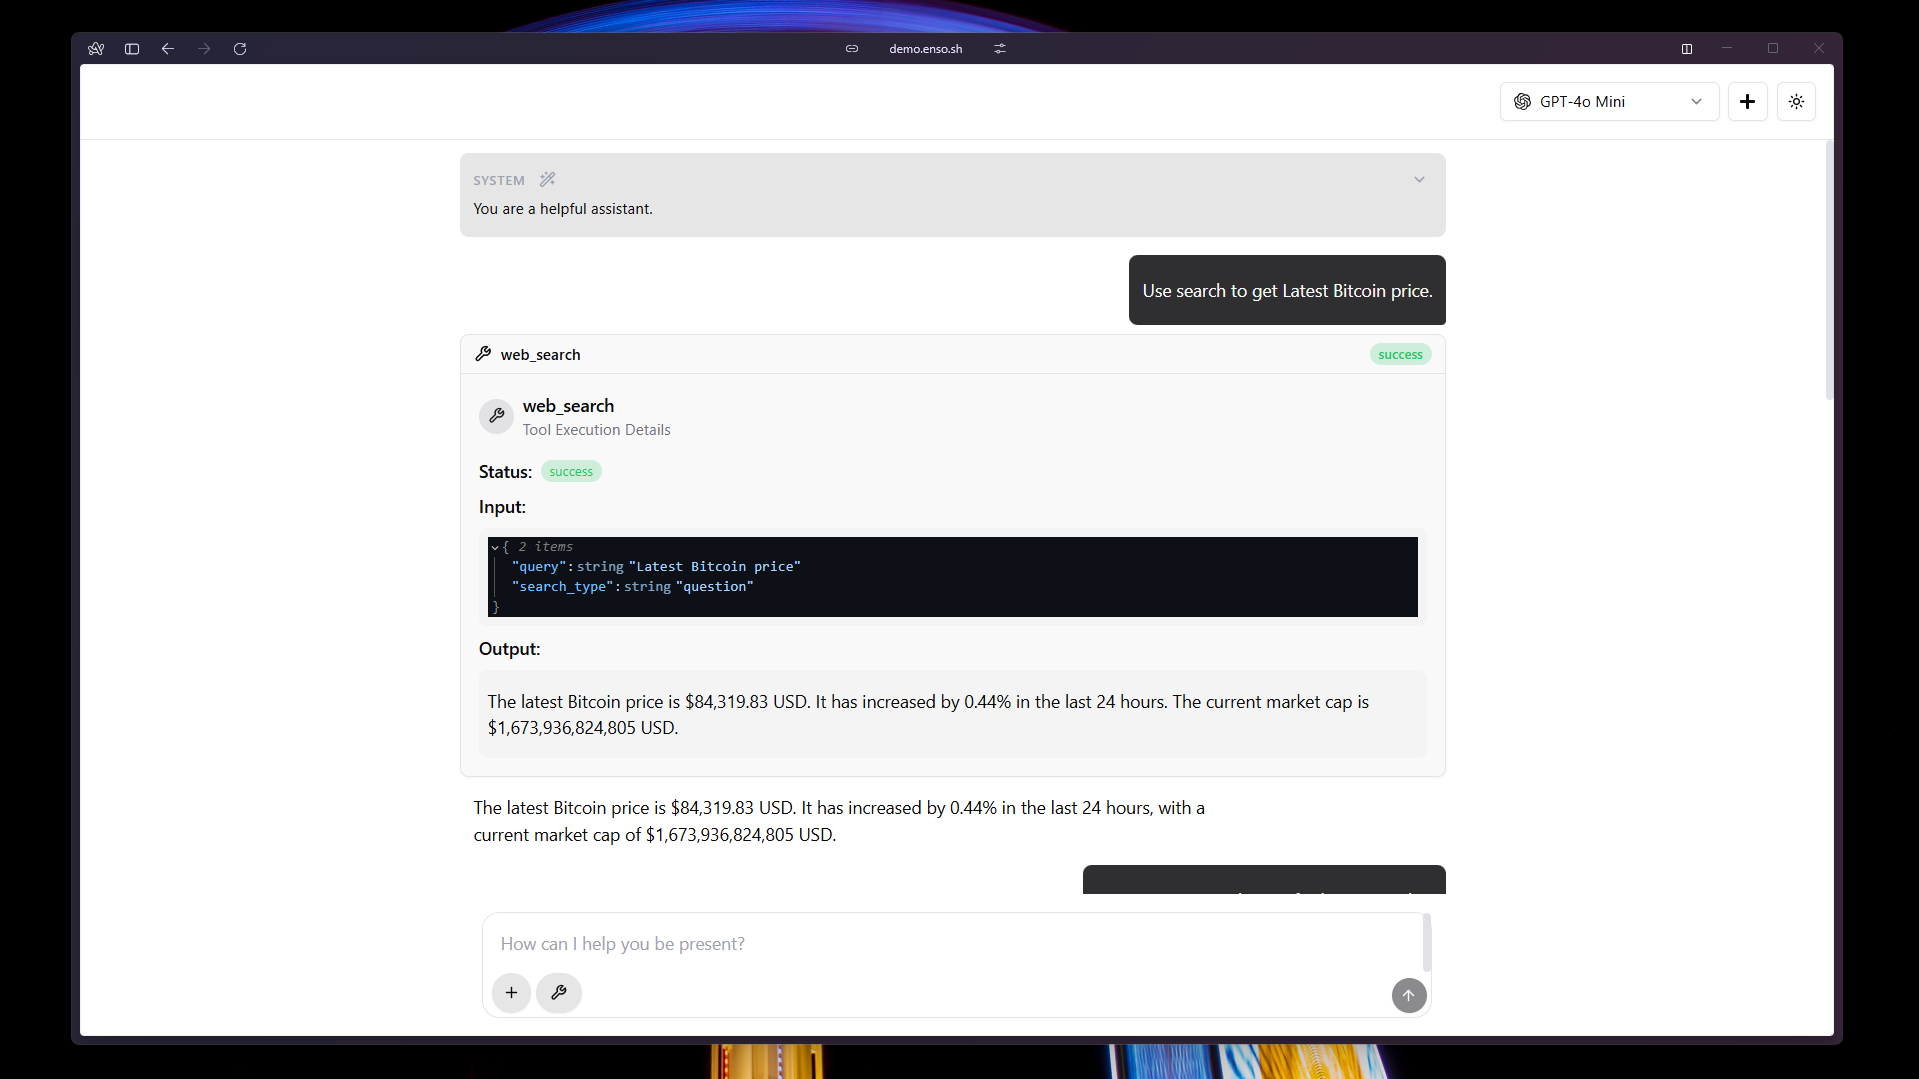 demo.enso.sh
GPT-4o Mini
SYSTEM
You are a helpful assistant.
Use search to get Latest Bitcoin price.
web_search
success
web_search
Tool Execution Details
Status: success
Input:
{ 2 items
"query":string"Latest Bitcoin price"
"search_type":string"question"
}
Output:
The latest Bitcoin price is $84,319.83 USD. It has increased by 0.44% in the last 24 hours. The current market cap is
$1,673,936,824,805 USD.
The latest Bitcoin price is $84,319.83 USD. It has increased by 0.44% in the last 24 hours, with a
current market cap of $1,673,936,824,805 USD.
How can I help you be present?